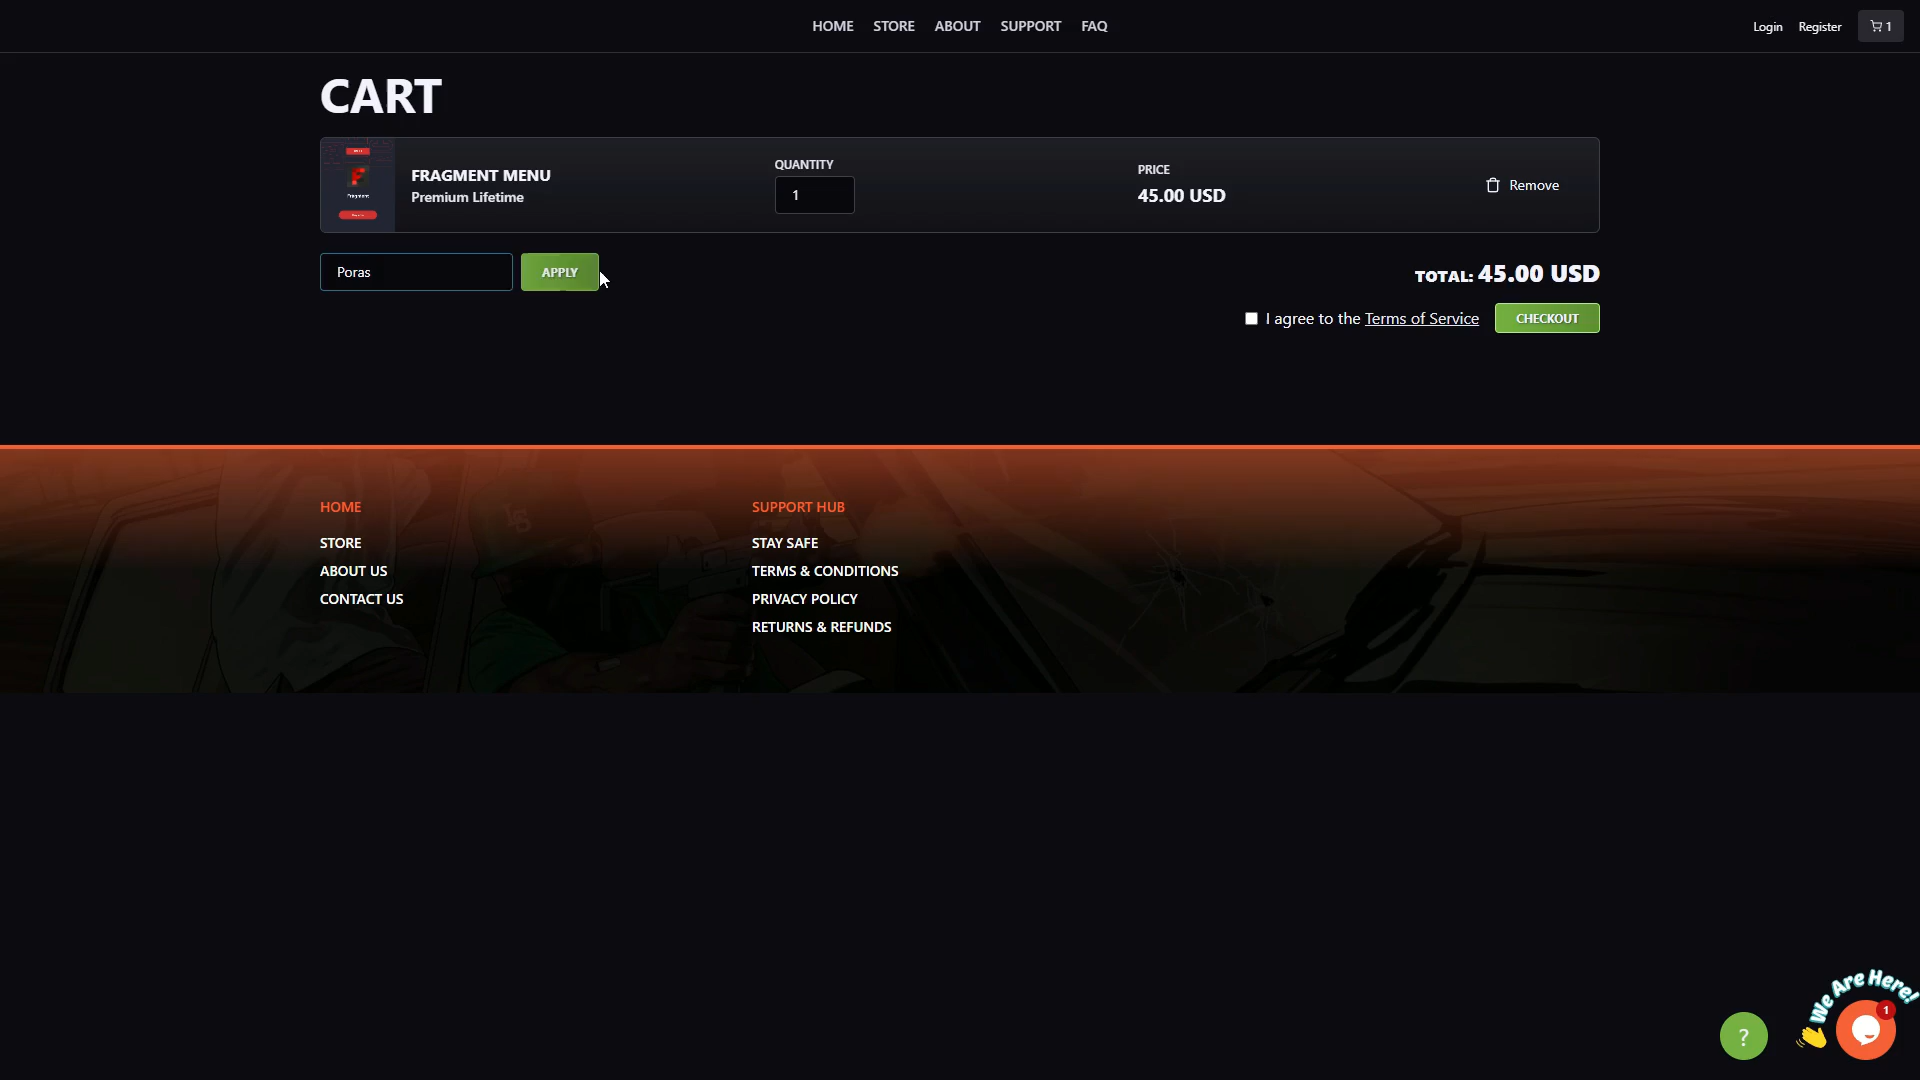 HOME STORE ABOUT SUPPORT FAQ
Login Register 1
CART
FRAGMENT MENU
Premium Lifetime
QUANTITY
1
PRICE
45.00 USD
Remove
Poras
APPLY
TOTAL: 45.00 USD
I agree to the Terms of Service
CHECKOUT
HOME
STORE
ABOUT US
CONTACT US
SUPPORT HUB
STAY SAFE
TERMS & CONDITIONS
PRIVACY POLICY
RETURNS & REFUNDS
We Are Here!
1
?